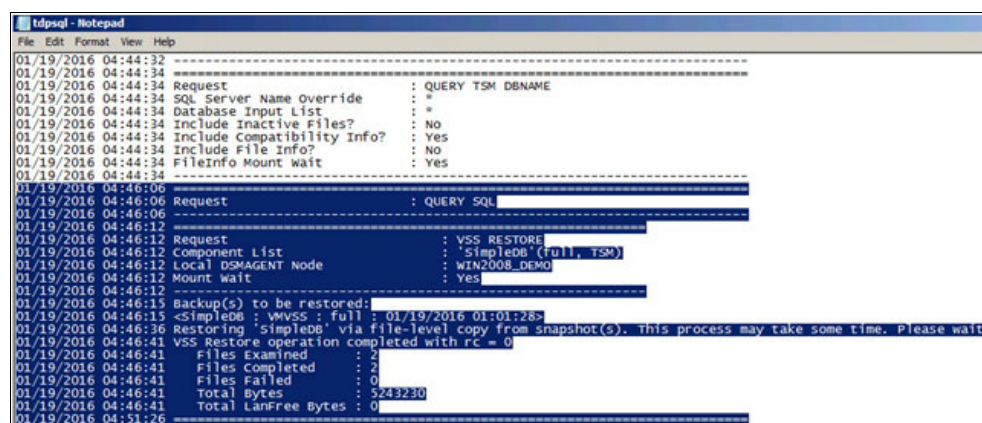 tdpsql - Notepad
File Edit Format View Help
01/19/2016 04:44:32 ----------------------------------------------------------------------
01/19/2016 04:44:34 ======================================================================
01/19/2016 04:44:34 Request : QUERY TSM DBNAME
01/19/2016 04:44:34 SQL Server Name Override : *
01/19/2016 04:44:34 Database Input List : *
01/19/2016 04:44:34 Include Inactive Files? : No
01/19/2016 04:44:34 Include Compatibility Info? : Yes
01/19/2016 04:44:34 Include File Info? : No
01/19/2016 04:44:34 FileInfo Mount Wait : Yes
01/19/2016 04:44:34 ----------------------------------------------------------------------
01/19/2016 04:46:06 ======================================================================
01/19/2016 04:46:06 Request : QUERY SQL
01/19/2016 04:46:06 ----------------------------------------------------------------------
01/19/2016 04:46:12 ==========================================================
01/19/2016 04:46:12 Request : VSS RESTORE
01/19/2016 04:46:12 Component List : 'SimpleDB'(full, TSM)
01/19/2016 04:46:12 Local DSMAGENT Node : WIN2008_DEMO
01/19/2016 04:46:12 Mount Wait : Yes
01/19/2016 04:46:12 ----------------------------------------------------------
01/19/2016 04:46:15 Backup(s) to be restored:
01/19/2016 04:46:15 <SimpleDB : VMVSS : full : 01/19/2016 01:01:28>
01/19/2016 04:46:36 Restoring 'SimpleDB' via file-level copy from snapshot(s). This process may take some time. Please wait
01/19/2016 04:46:41 VSS Restore operation completed with rc = 0
01/19/2016 04:46:41 Files Examined : 2
01/19/2016 04:46:41 Files Completed : 2
01/19/2016 04:46:41 Files Failed : 0
01/19/2016 04:46:41 Total Bytes : 5243230
01/19/2016 04:46:41 Total LanFree Bytes : 0
01/19/2016 04:51:26 ======================================================================